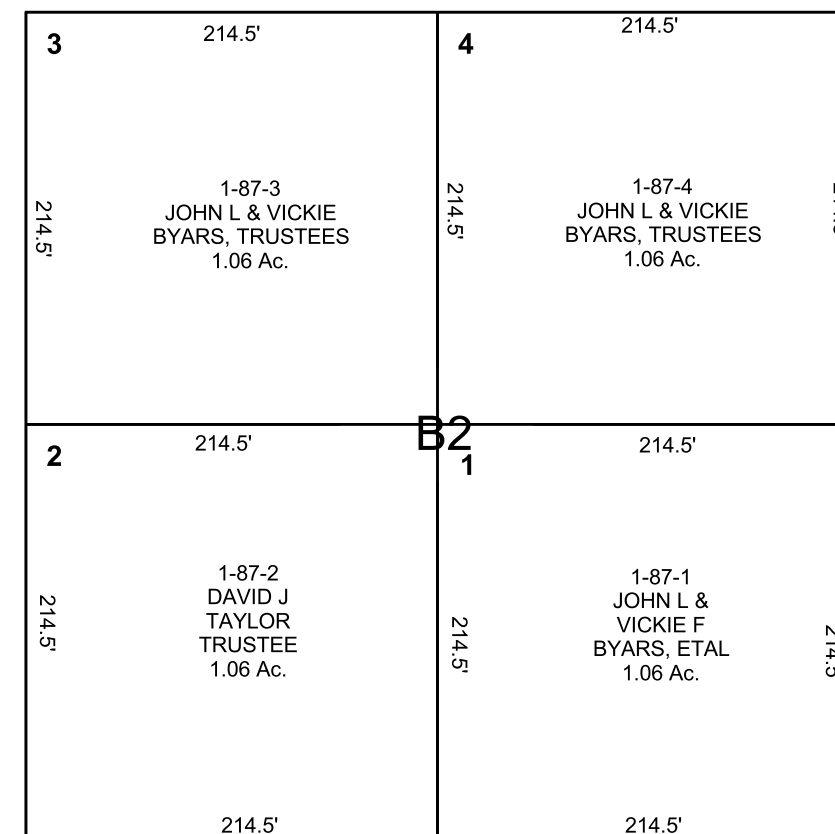 3
214.5'
214.5'
1-87-3
JOHN L & VICKIE
BYARS, TRUSTEES
1.06 Ac.
4
214.5'
214.5'
1-87-4
JOHN L & VICKIE
BYARS, TRUSTEES
1.06 Ac.
B2
2
214.5'
214.5'
1-87-2
DAVID J
TAYLOR
TRUSTEE
1.06 Ac.
214.5'
1
214.5'
214.5'
1-87-1
JOHN L &
VICKIE F
BYARS, ETAL
1.06 Ac.
214.5
214.5'